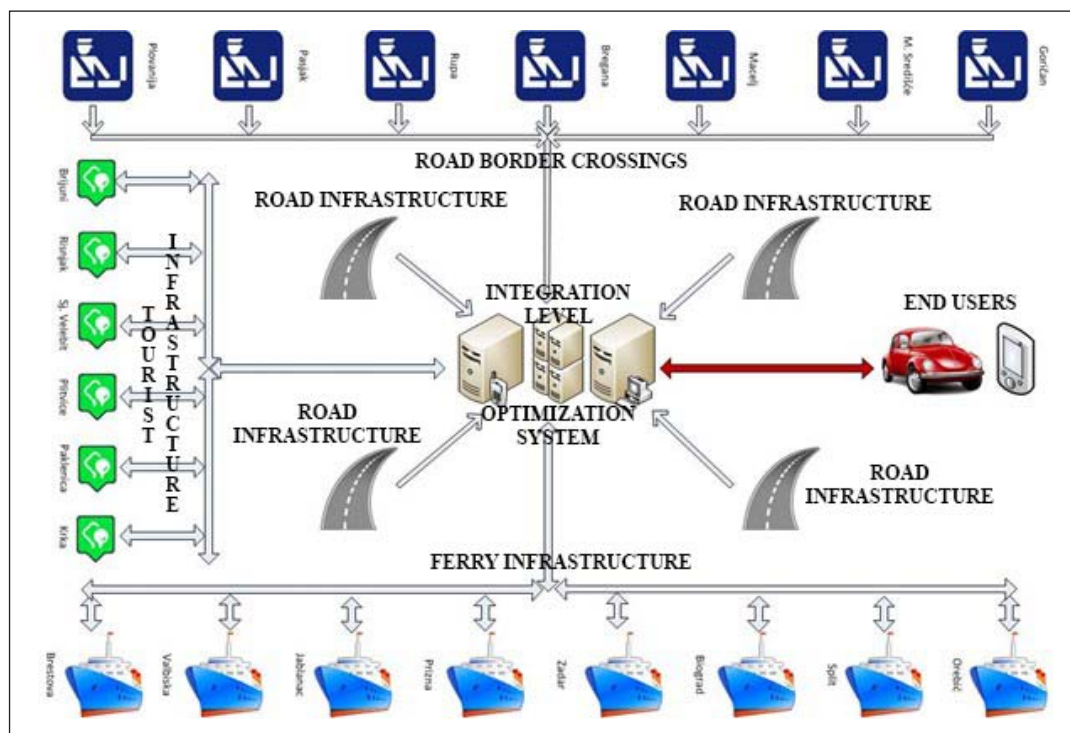 Plovanija
Pasjak
Rupa
Bregana
Macelj
M. Središće
Goričan
ROAD BORDER CROSSINGS
Brijuni
Risnjak
Sj. Velebit
Plitvice
Paklenica
Krka
TOURIST
INFRASTRUCTURE
ROAD INFRASTRUCTURE
ROAD INFRASTRUCTURE
INTEGRATION
LEVEL
END USERS
OPTIMIZATION
SYSTEM
ROAD
INFRASTRUCTURE
ROAD
INFRASTRUCTURE
FERRY INFRASTRUCTURE
Brestova
Valbiska
Jablanac
Prizna
Zadar
Biograd
Split
Orebić